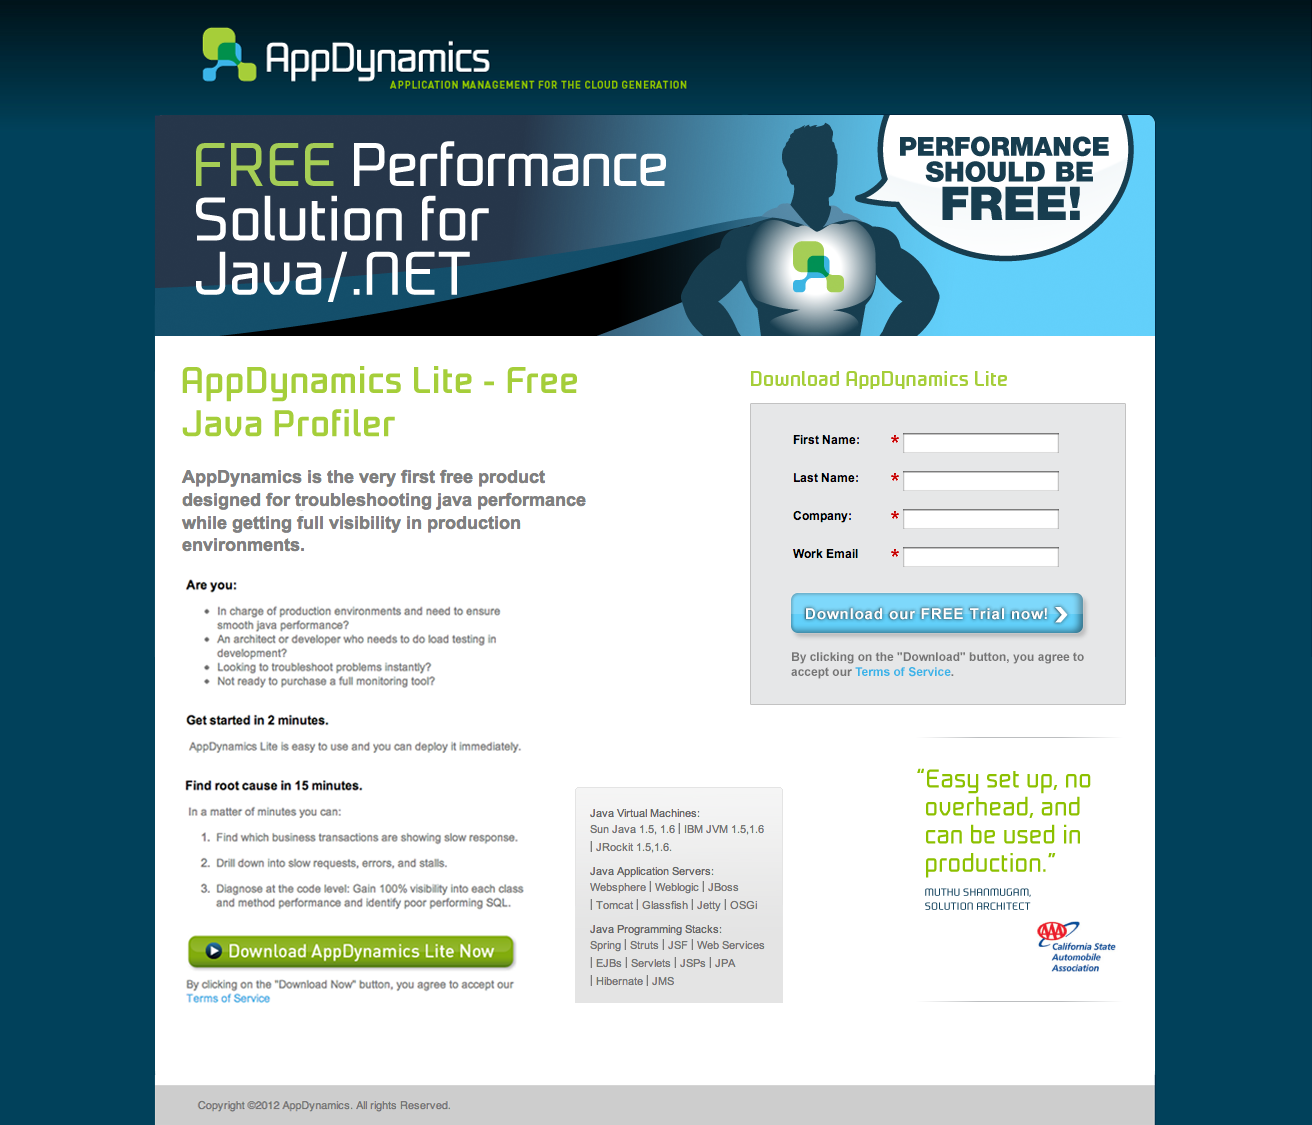 AppDynamics
APPLICATION MANAGEMENT FOR THE CLOUD GENERATION
FREE Performance
Solution for
Java/.NET
PERFORMANCE
SHOULD BE
FREE!
AppDynamics Lite - Free
Java Profiler
AppDynamics is the very first free product
designed for troubleshooting java performance
while getting full visibility in production
environments.
Are you:
• In charge of production environments and need to ensure
smooth java performance?
• An architect or developer who needs to do load testing in
development?
• Looking to troubleshoot problems instantly?
• Not ready to purchase a full monitoring tool?
Get started in 2 minutes.
AppDynamics Lite is easy to use and you can deploy it immediately.
Find root cause in 15 minutes.
In a matter of minutes you can:
1. Find which business transactions are showing slow response.
2. Drill down into slow requests, errors, and stalls.
3. Diagnose at the code level: Gain 100% visibility into each class
and method performance and identify poor performing SQL.
Download AppDynamics Lite Now
By clicking on the "Download Now" button, you agree to accept our
Terms of Service
Java Virtual Machines:
Sun Java 1.5, 1.6 | IBM JVM 1.5,1.6
| JRockit 1.5,1.6.
Java Application Servers:
Websphere | Weblogic | JBoss
| Tomcat | Glassfish | Jetty | OSGi
Java Programming Stacks:
Spring | Struts | JSF | Web Services
| EJBs | Servlets | JSPs | JPA
| Hibernate | JMS
Download AppDynamics Lite
First Name: *
Last Name: *
Company: *
Work Email *
Download our FREE Trial now!
By clicking on the "Download" button, you agree to
accept our Terms of Service.
“Easy set up, no
overhead, and
can be used in
production.”
MUTHU SHANMUGAM,
SOLUTION ARCHITECT
AAA
California State
Automobile
Association
Copyright ©2012 AppDynamics. All rights Reserved.